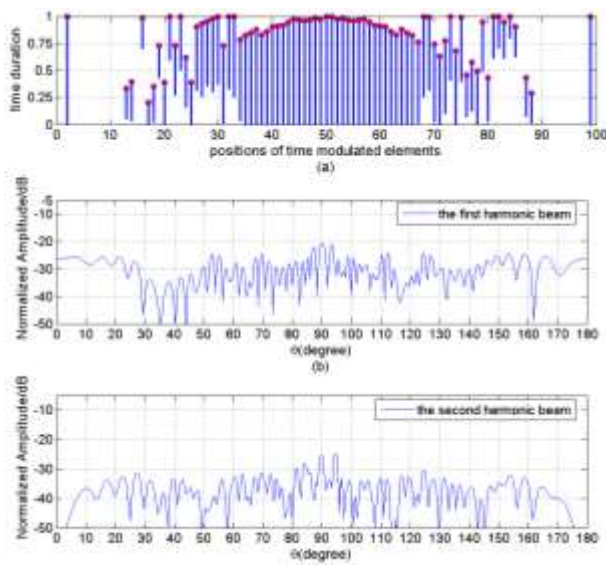 1
0.75
0.5
0.25
0
time duration
0 10 20 30 40 50 60 70 80 90 100
positions of time modulated elements
(a)
-5
-10
-20
-30
-40
-50
Normalized Amplitude/dB
the first harmonic beam
0 10 20 30 40 50 60 70 80 90 100 110 120 130 140 150 160 170 180
θ(degree)
(b)
-10
-20
-30
-40
-50
Normalized Amplitude/dB
the second harmonic beam
0 10 20 30 40 50 60 70 80 90 100 110 120 130 140 150 160 170 180
θ(degree)